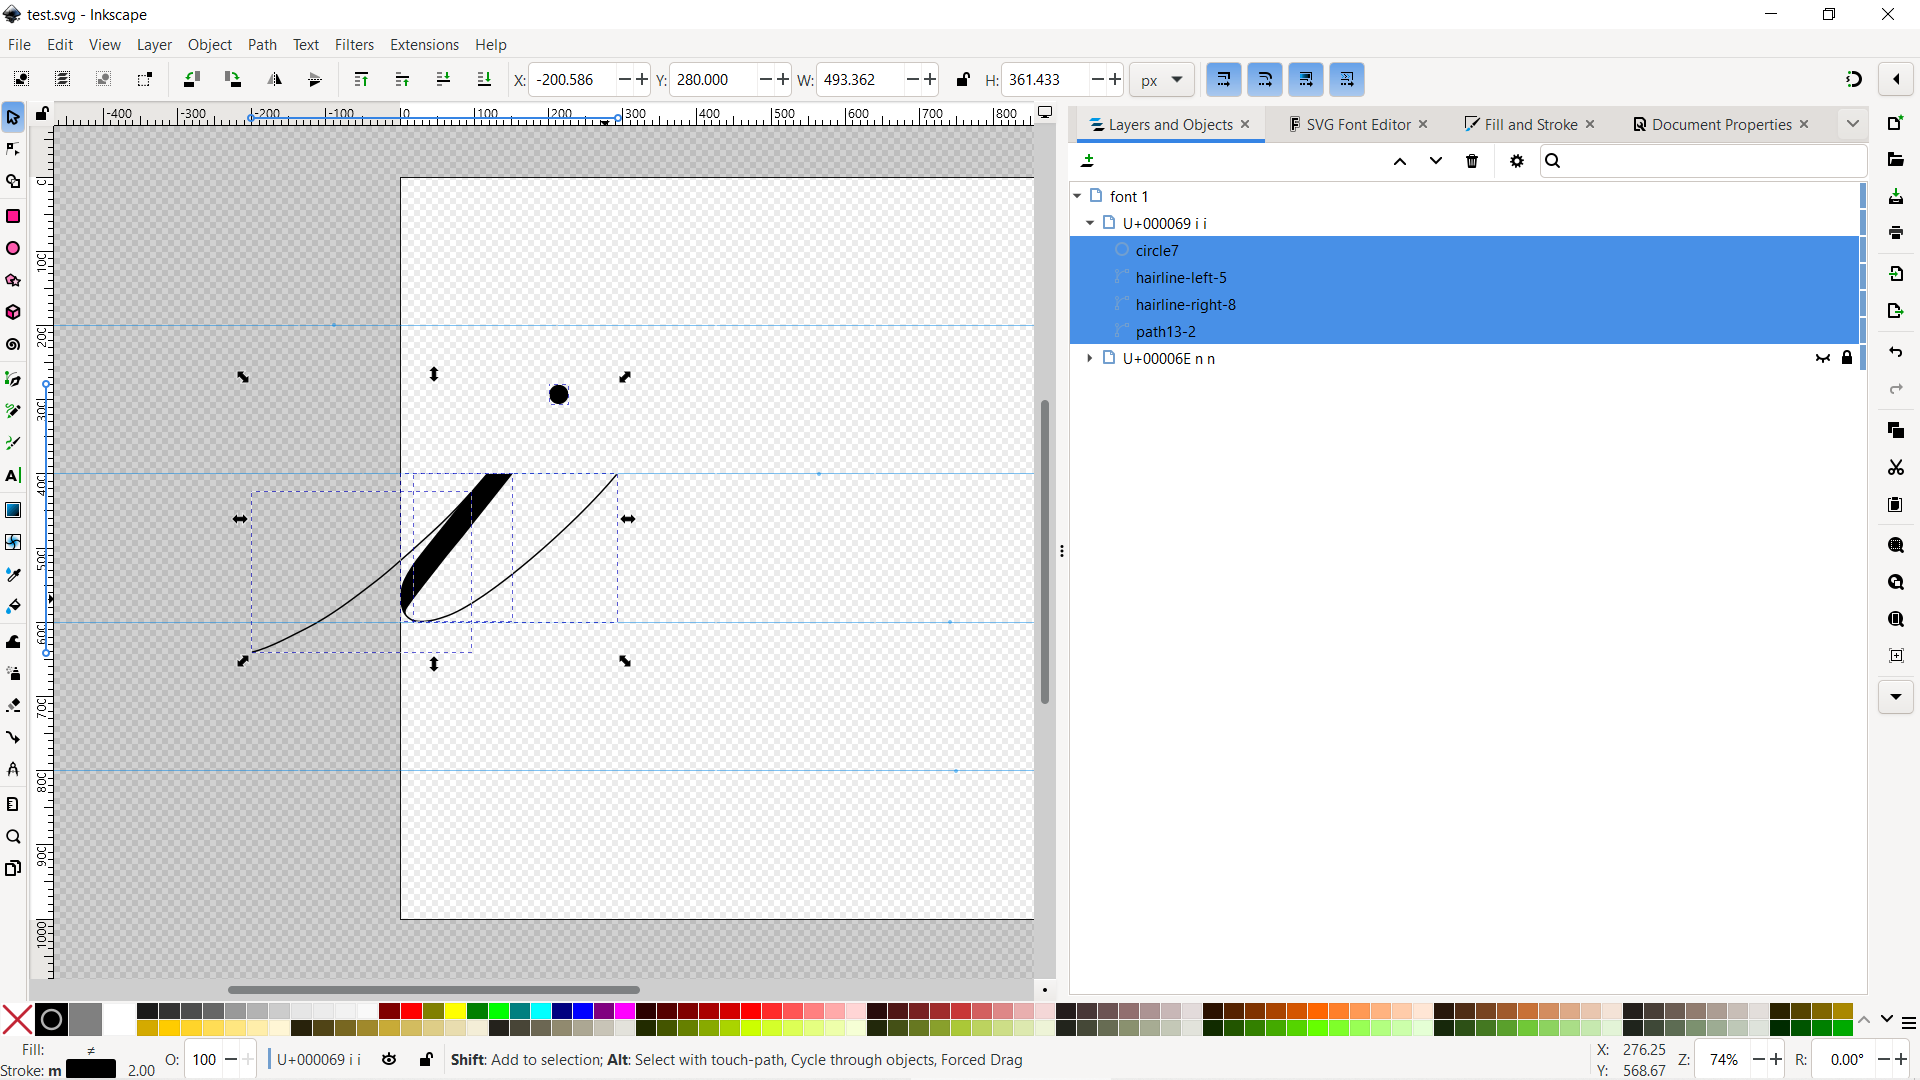 test.svg - Inkscape
File Edit View Layer Object Path Text Filters Extensions Help
X: -200.586 Y: 280.000 W: 493.362 H: 361.433 px
-400 -300 -200 -100 0 100 200 300 400 500 600 700 800
Layers and Objects SVG Font Editor Fill and Stroke Document Properties
font 1
U+000069 i i
circle7
hairline-left-5
hairline-right-8
path13-2
U+00006E n n
0
100
200
300
400
500
600
700
800
900
1000
Fill: ≠ O: 100 U+000069 i i Shift: Add to selection; Alt: Select with touch-path, Cycle through objects, Forced Drag X: 276.25 Z: 74% R: 0.00°
Stroke: m 2.00 Y: 568.67